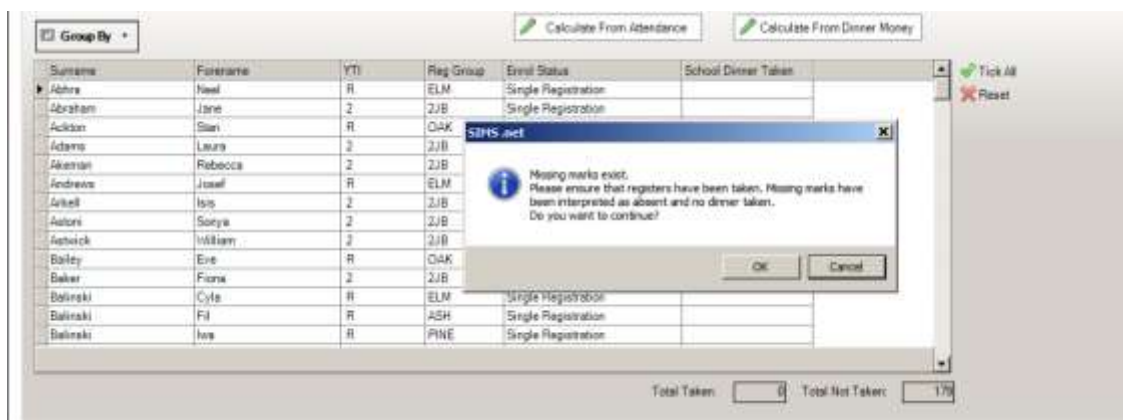 Group By
Calculate From Attendance
Calculate From Dinner Money
Surname Forename YTI Reg Group Enrol Status School Dinner Taken
Tick All
Reset
Abhra Neel R ELM Single Registration
Abraham Jane 2 2JB Single Registration
Ackton Stan R OAK
Adams Laura 2 2JB
Akeman Rebecca 2 2JB
Andrews Josef R ELM
Arkell Isis 2 2JB
Astoni Sonya 2 2JB
Astwick William 2 2JB
Bailey Eve R OAK
Baker Fiona 2 2JB
Balinski Cyla R ELM Single Registration
Balinski Fil R ASH Single Registration
Balinski Iwa R PINE Single Registration
SIMS .net
Missing marks exist.
Please ensure that registers have been taken. Missing marks have
been interpreted as absent and no dinner taken.
Do you want to continue?
OK Cancel
Total Taken: 0 Total Not Taken: 179